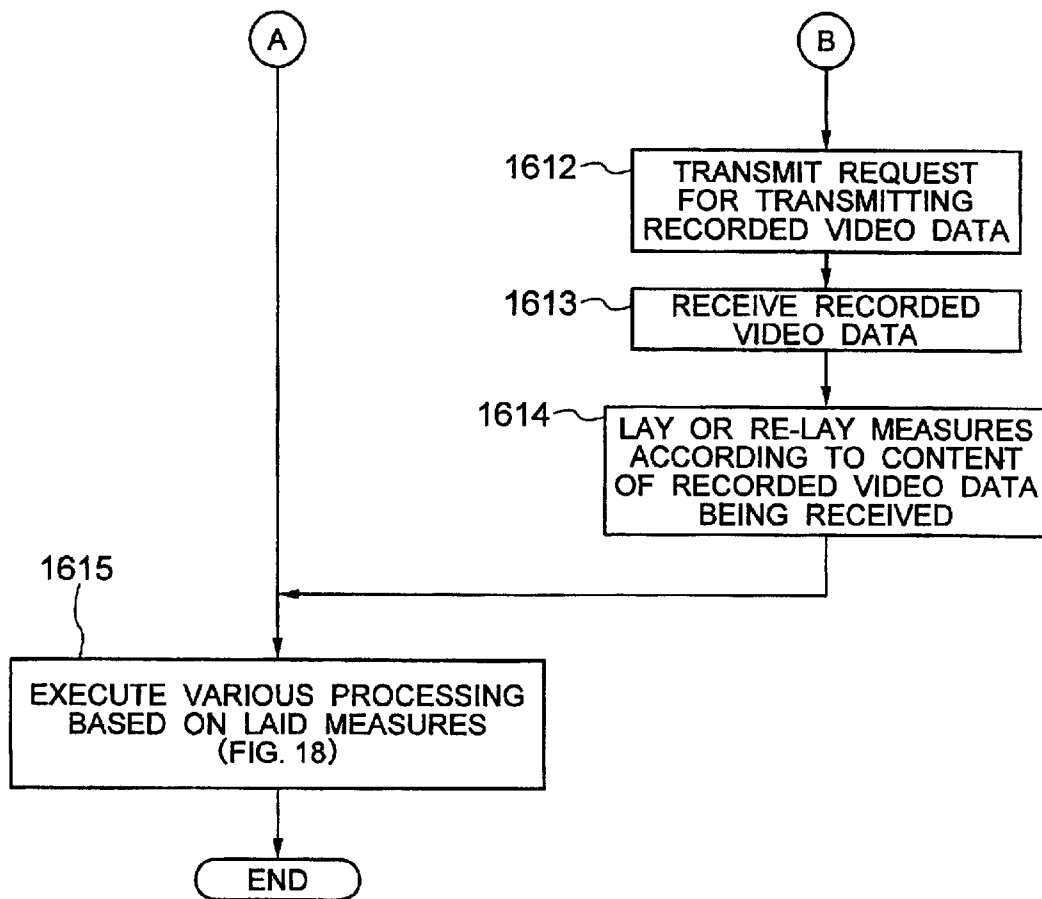 A
B
1612
TRANSMIT REQUEST
FOR TRANSMITTING
RECORDED VIDEO DATA
1613
RECEIVE RECORDED
VIDEO DATA
1614
LAY OR RE-LAY MEASURES
ACCORDING TO CONTENT
OF RECORDED VIDEO DATA
BEING RECEIVED
1615
EXECUTE VARIOUS PROCESSING
BASED ON LAID MEASURES
(FIG. 18)
END